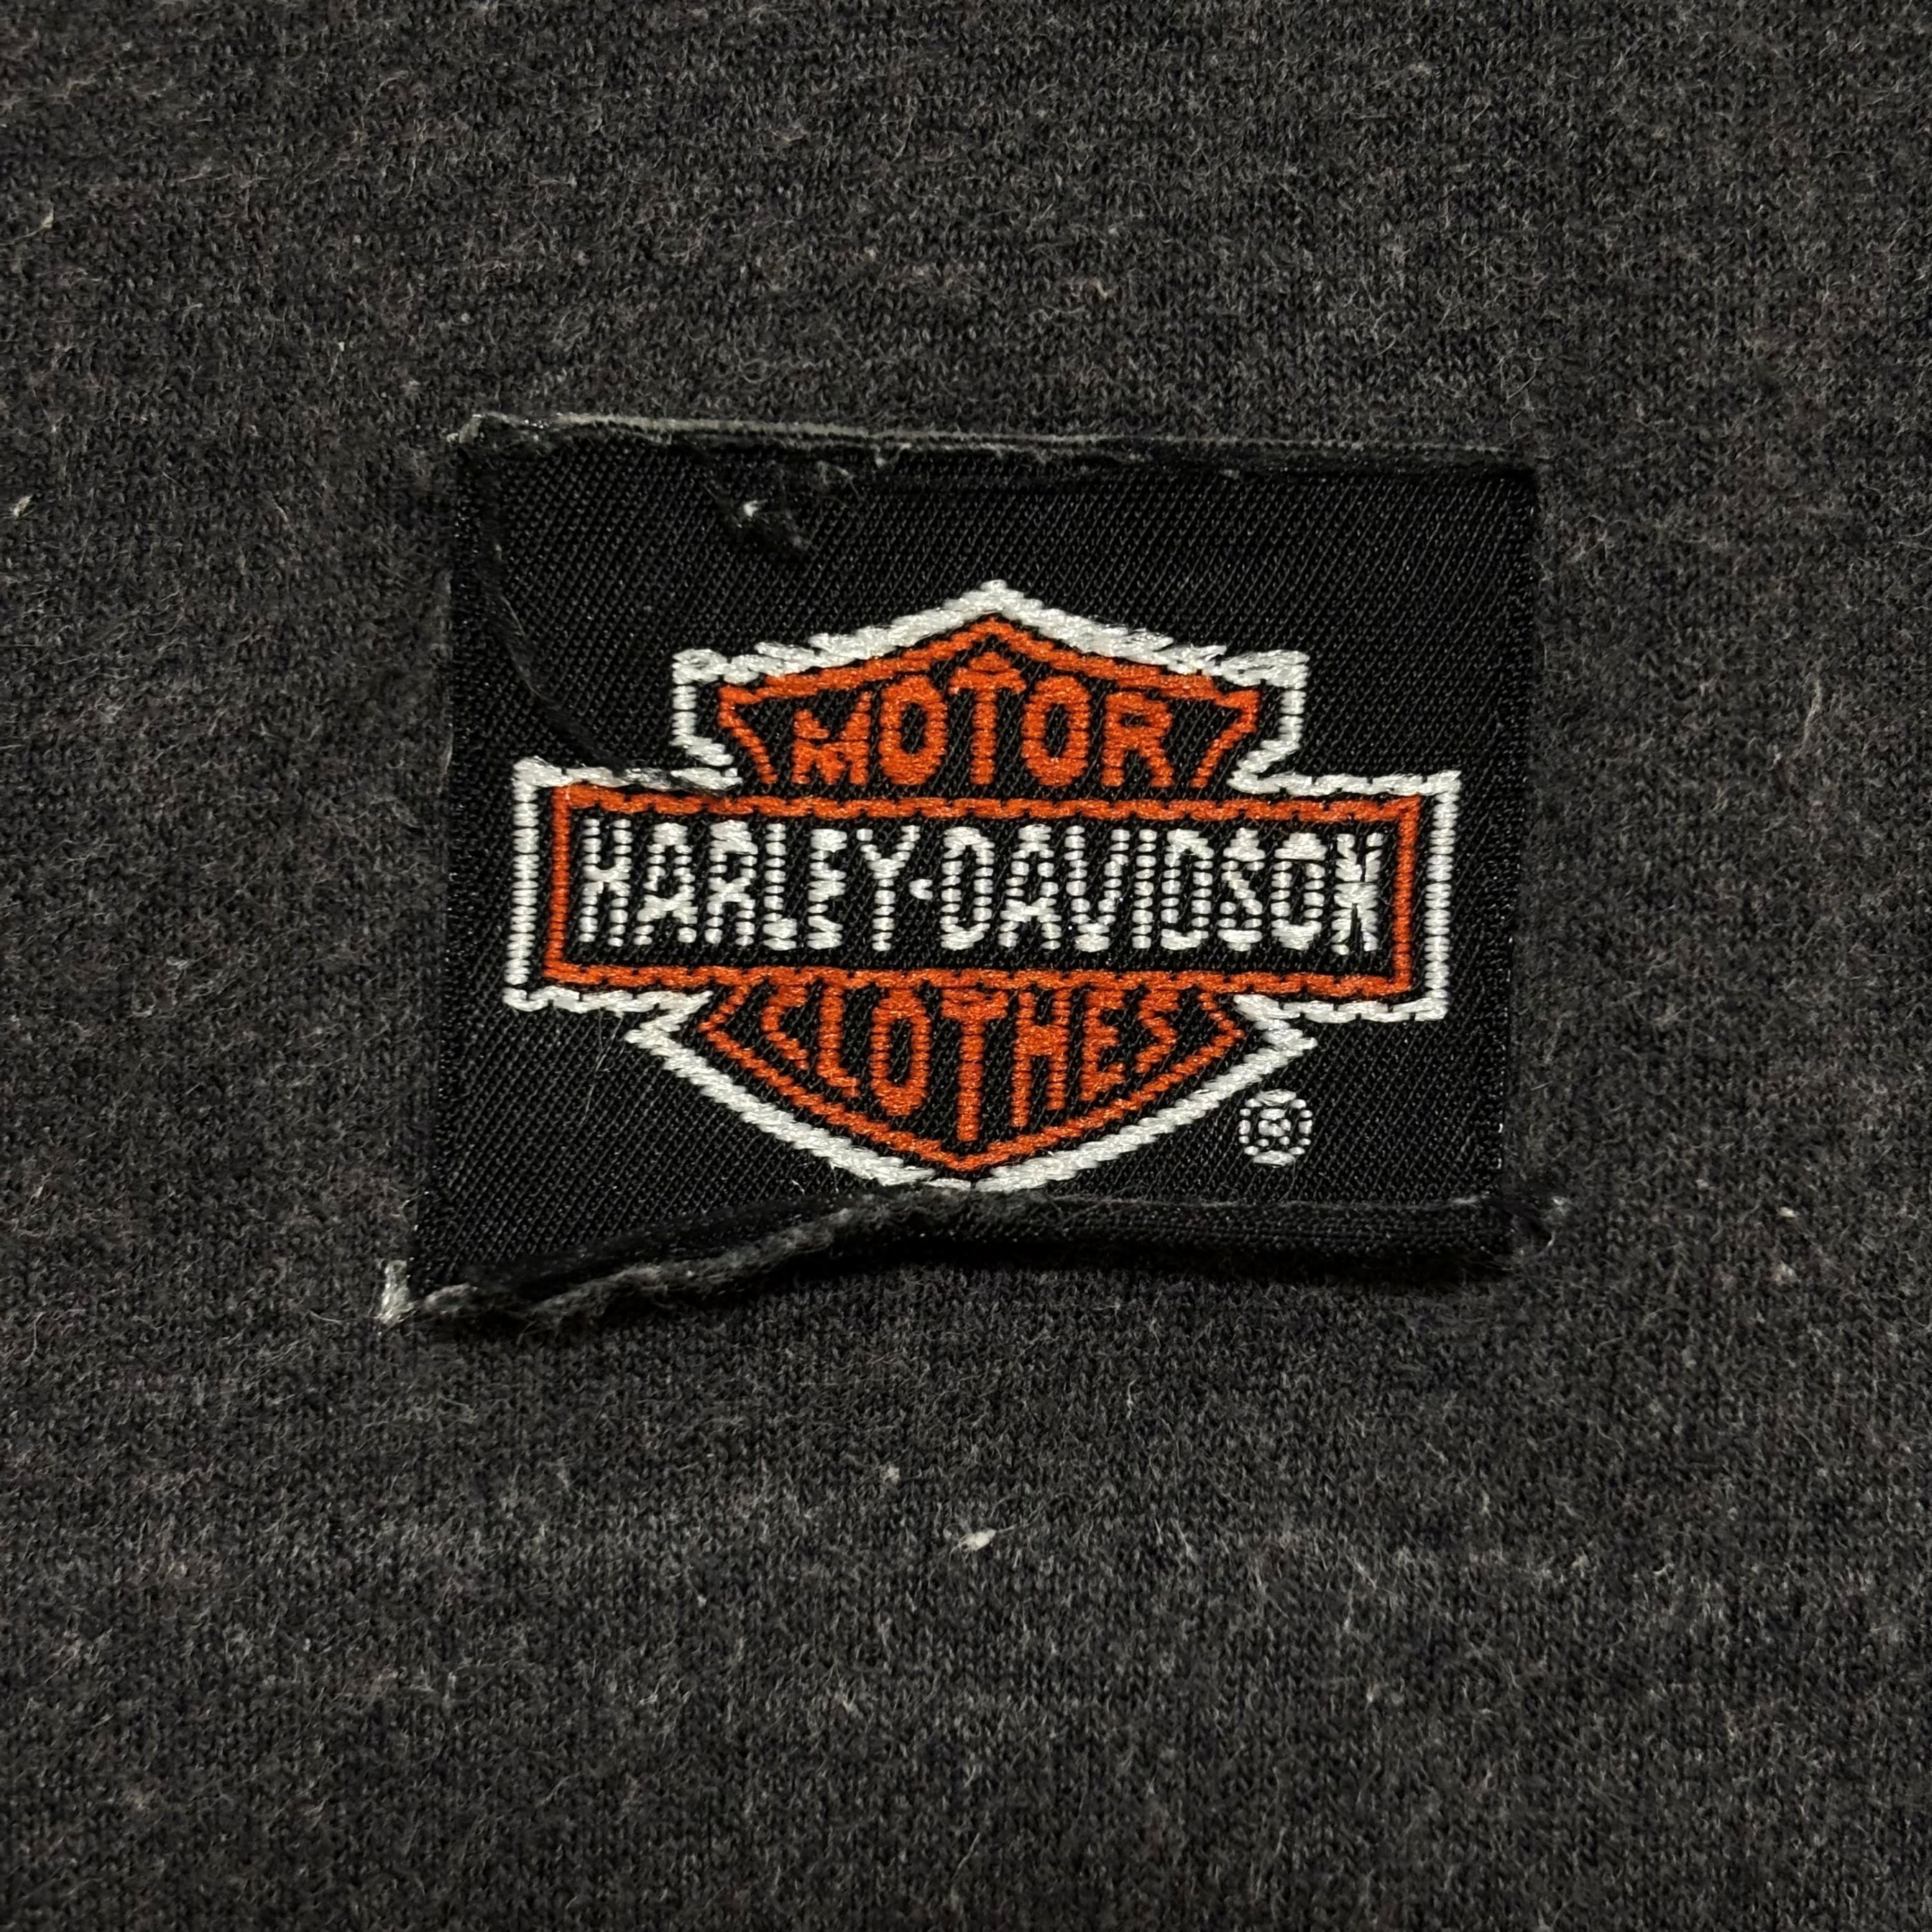 MOTOR
HARLEY-DAVIDSON
CLOTHES
®